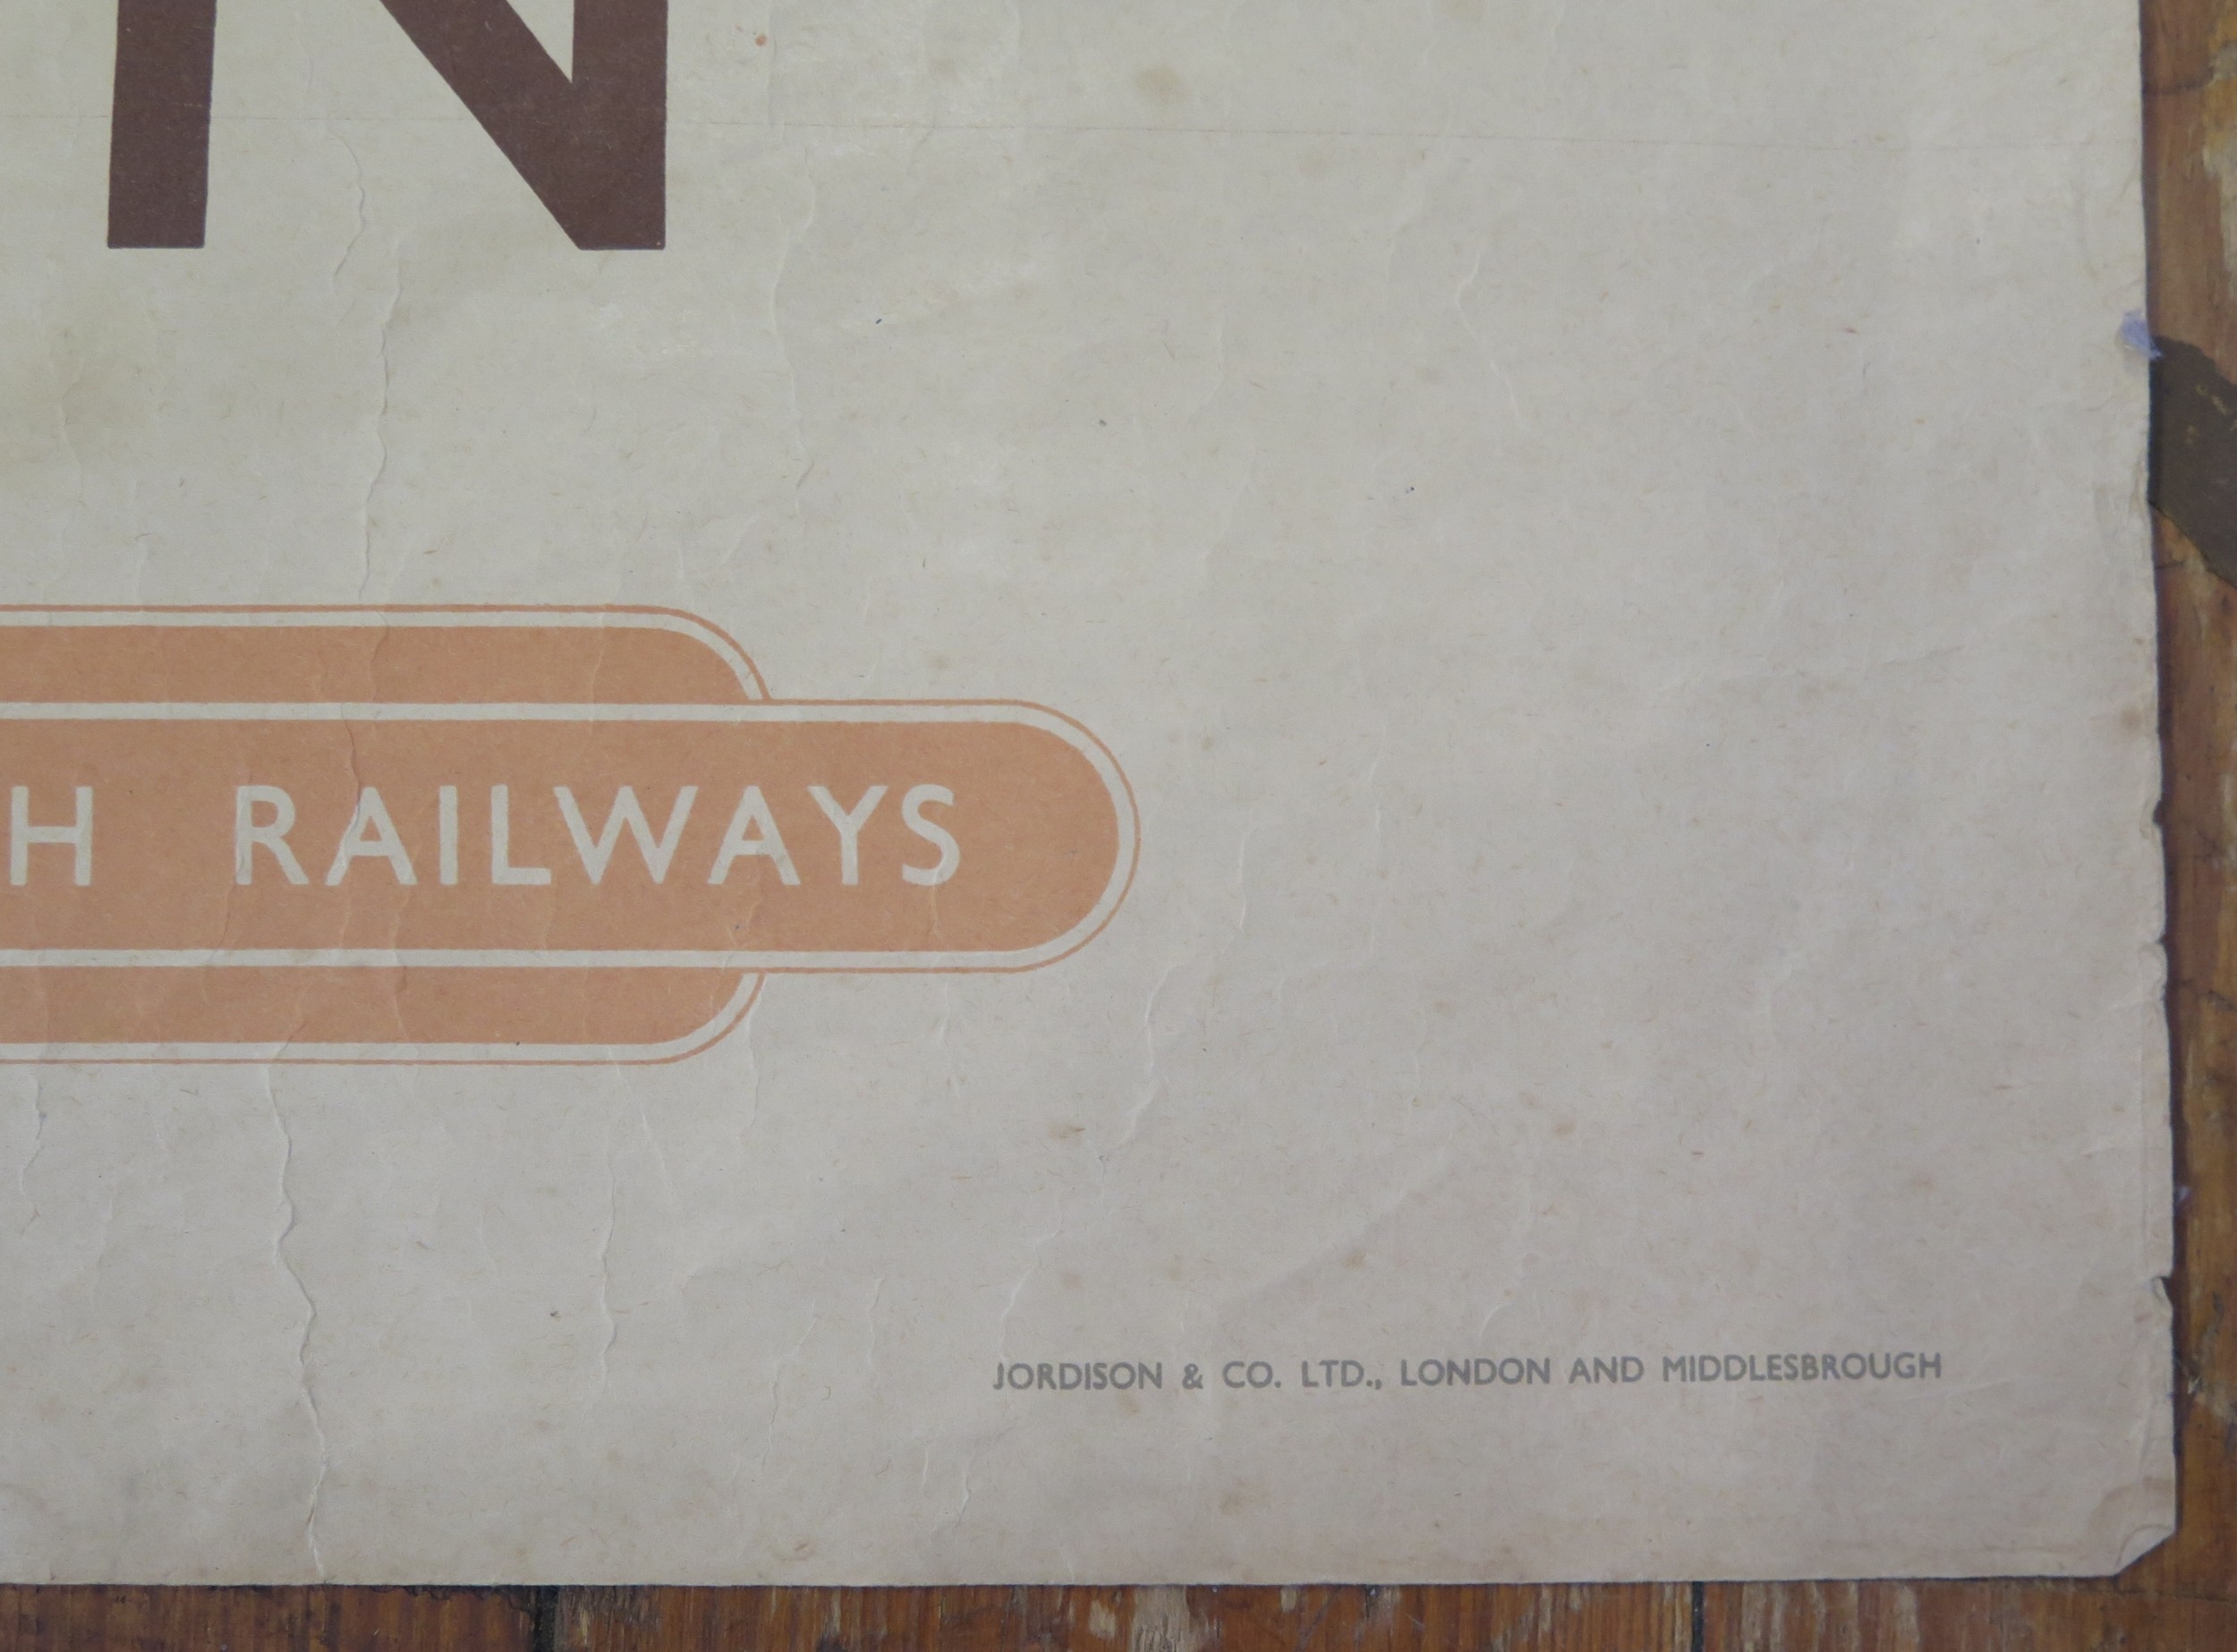 N
H RAILWAYS
JORDISON & CO. LTD., LONDON AND MIDDLESBROUGH